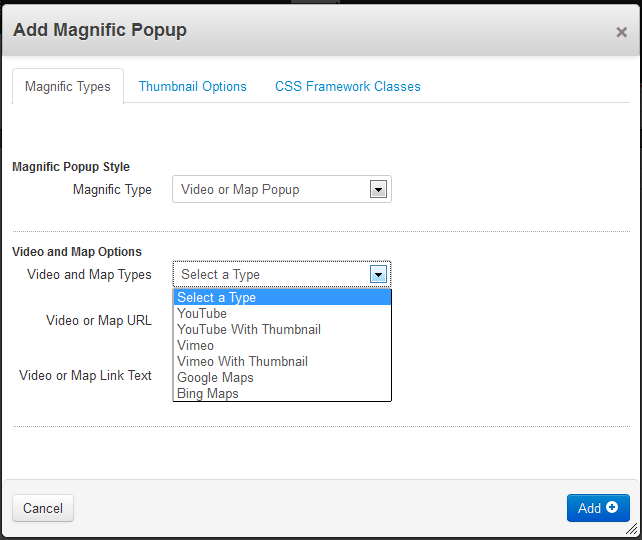 Add Magnific Popup ×
Magnific Types Thumbnail Options CSS Framework Classes
Magnific Popup Style
Magnific Type Video or Map Popup
Video and Map Options
Video and Map Types Select a Type
Select a Type
YouTube
Video or Map URL
YouTube With Thumbnail
Vimeo
Vimeo With Thumbnail
Video or Map Link Text
Google Maps
Bing Maps
Cancel Add